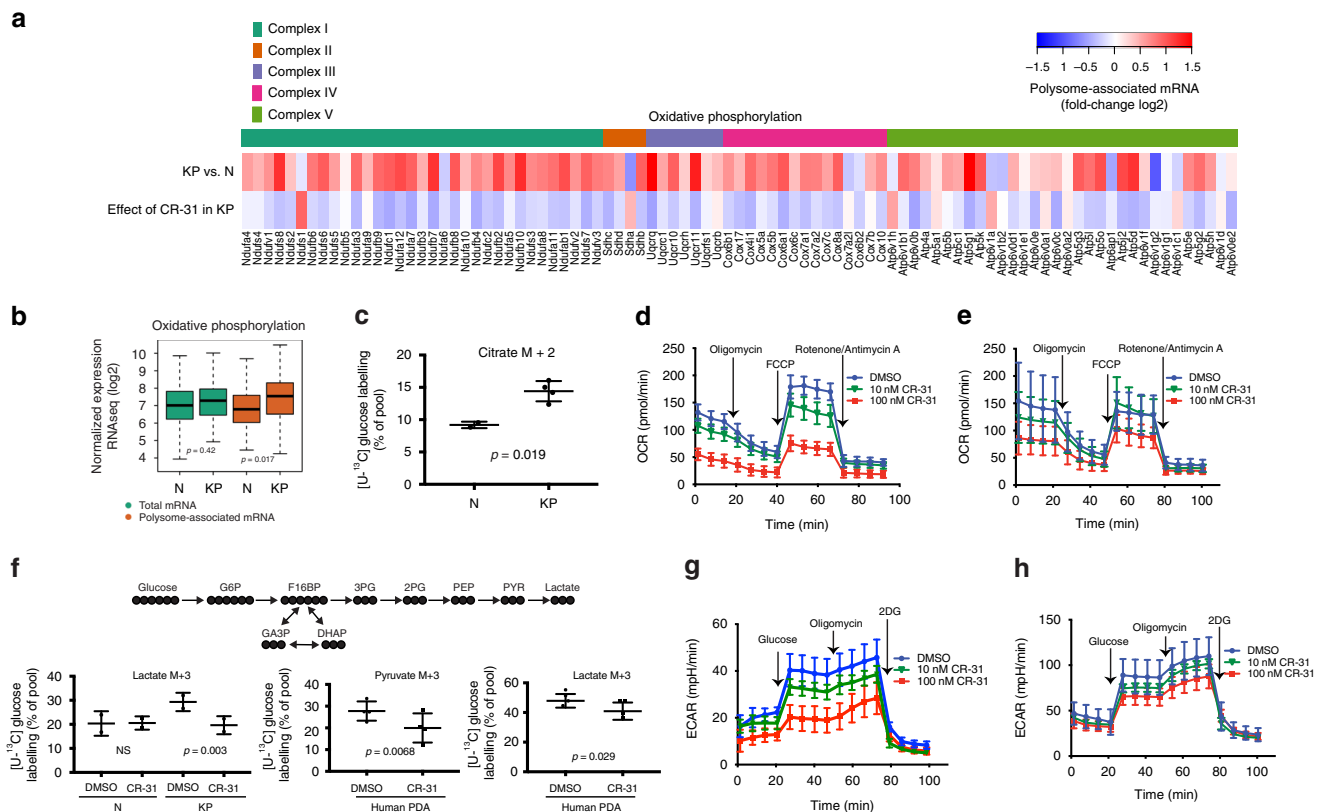 a
Complex I
Complex II
Complex III
Complex IV
Complex V
–1.5 –1 –0.5 0 0.5 1 1.5
Polysome-associated mRNA
(fold-change log2)
Oxidative phosphorylation
KP vs. N
Effect of CR-31 in KP
Ndufa4
Ndufs4
Ndufv1
Ndufs8
Ndufs2
Ndufs1
Ndufb6
Ndufs6
Ndufs5
Ndufb5
Ndufa3
Ndufa9
Ndufb9
Ndufc1
Ndufa12
Ndufa7
Ndufs7
Ndufb7
Ndufa6
Ndufb8
Ndufa10
Ndufb4
Ndufc2
Ndufb2
Ndufa5
Ndufb10
Ndufs3
Ndufa8
Ndufa1
Ndufab1
Ndufv2
Ndufa2
Ndufv3
Sdhc
Sdhd
Sdha
Sdhb
Uqcrq
Uqcrc1
Uqcr10
Uqcrh
Uqcr11
Uqcrfs1
Uqcrb
Cox6b1
Cox17
Cox4i1
Cox5a
Cox5b
Cox6a1
Cox6c
Cox7a1
Cox7a2
Cox7c
Cox8a
Cox7a2l
Cox6b2
Cox7b
Cox10
Atp6v1h
Atp6v1b1
Atp6v0b
Atp4a
Atp5a1
Atp5b
Atp5c1
Atp5g1
Atp5k
Atp6v1a
Atp6v1b2
Atp6v0d1
Atp6v1e1
Atp6v0e
Atp6v0a1
Atp6v0c
Atp6v0a2
Atp5g3
Atp5j
Atp5o
Atp6ap1
Atp5j2
Atp5d
Atp6v1f
Atp6v1g2
Atp6v1g1
Atp6v1c1
Atp5e
Atp5g2
Atp5h
Atp6v1d
Atp6v0e2
b
Oxidative phosphorylation
Normalized expression
RNAseq (log2)
10
9
8
7
6
5
4
p = 0.42
p = 0.017
N KP N KP
Total mRNA
Polysome-associated mRNA
c
Citrate M + 2
[U-13C] glucose labelling
(% of pool)
20
15
10
5
0
p = 0.019
N KP
d
OCR (pmol/min)
250
200
150
100
50
0
Oligomycin
FCCP
Rotenone/Antimycin A
DMSO
10 nM CR-31
100 nM CR-31
0 20 40 60 80 100
Time (min)
e
OCR (pmol/min)
250
200
150
100
50
0
Oligomycin
FCCP
Rotenone/Antimycin A
DMSO
10 nM CR-31
100 nM CR-31
0 20 40 60 80 100
Time (min)
f
Glucose G6P F16BP 3PG 2PG PEP PYR Lactate
GA3P DHAP
[U-13C] glucose
labelling (% of pool)
Lactate M+3
40
30
20
10
0
NS
p = 0.003
DMSO CR-31 DMSO CR-31
N KP
[U-13C] glucose
labelling (% of pool)
Pyruvate M+3
40
30
20
10
0
p = 0.0068
DMSO CR-31
Human PDA
[U-13C] glucose
labelling (% of pool)
Lactate M+3
60
40
20
0
p = 0.029
DMSO CR-31
Human PDA
g
ECAR (mpH/min)
60
40
20
0
Glucose
Oligomycin
2DG
DMSO
10 nM CR-31
100 nM CR-31
0 20 40 60 80 100
Time (min)
h
ECAR (mpH/min)
150
100
50
0
Glucose
Oligomycin
2DG
DMSO
10 nM CR-31
100 nM CR-31
0 20 40 60 80 100
Time (min)